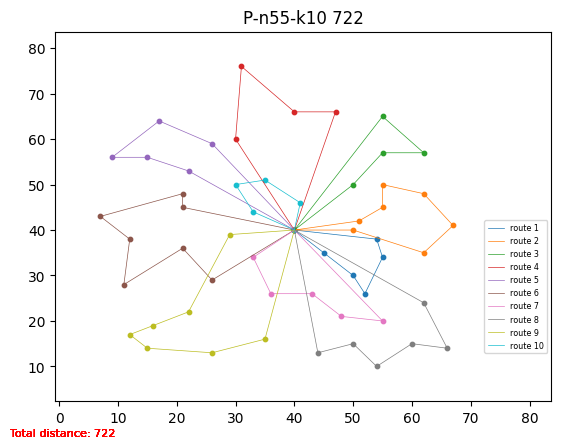 P-n55-k10 722
80
70
60
50
40
30
20
10
0 10 20 30 40 50 60 70 80
route 1
route 2
route 3
route 4
route 5
route 6
route 7
route 8
route 9
route 10
Total distance: 722